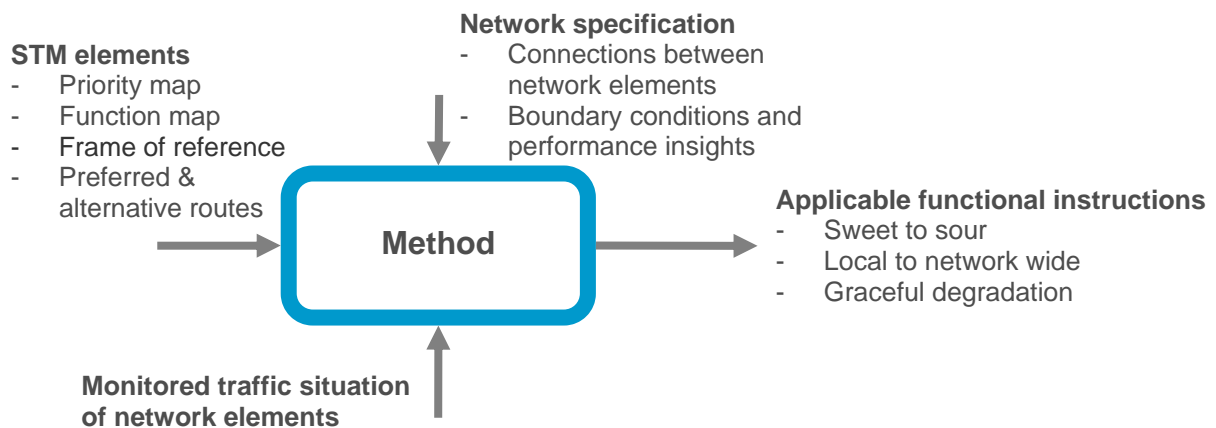 STM elements
- Priority map
- Function map
- Frame of reference
- Preferred &
alternative routes
Network specification
- Connections between
network elements
- Boundary conditions and
performance insights
Method
Applicable functional instructions
- Sweet to sour
- Local to network wide
- Graceful degradation
Monitored traffic situation
of network elements